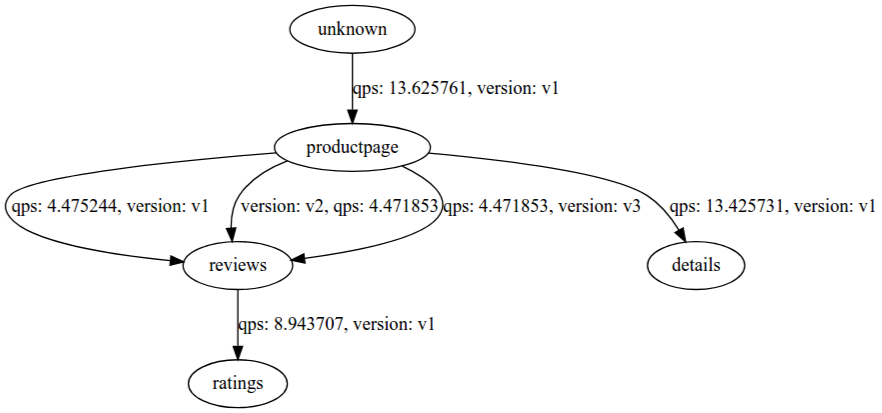 unknown
qps: 13.625761, version: v1
productpage
qps: 4.475244, version: v1
version: v2, qps: 4.471853
qps: 4.471853, version: v3
qps: 13.425731, version: v1
reviews
details
qps: 8.943707, version: v1
ratings